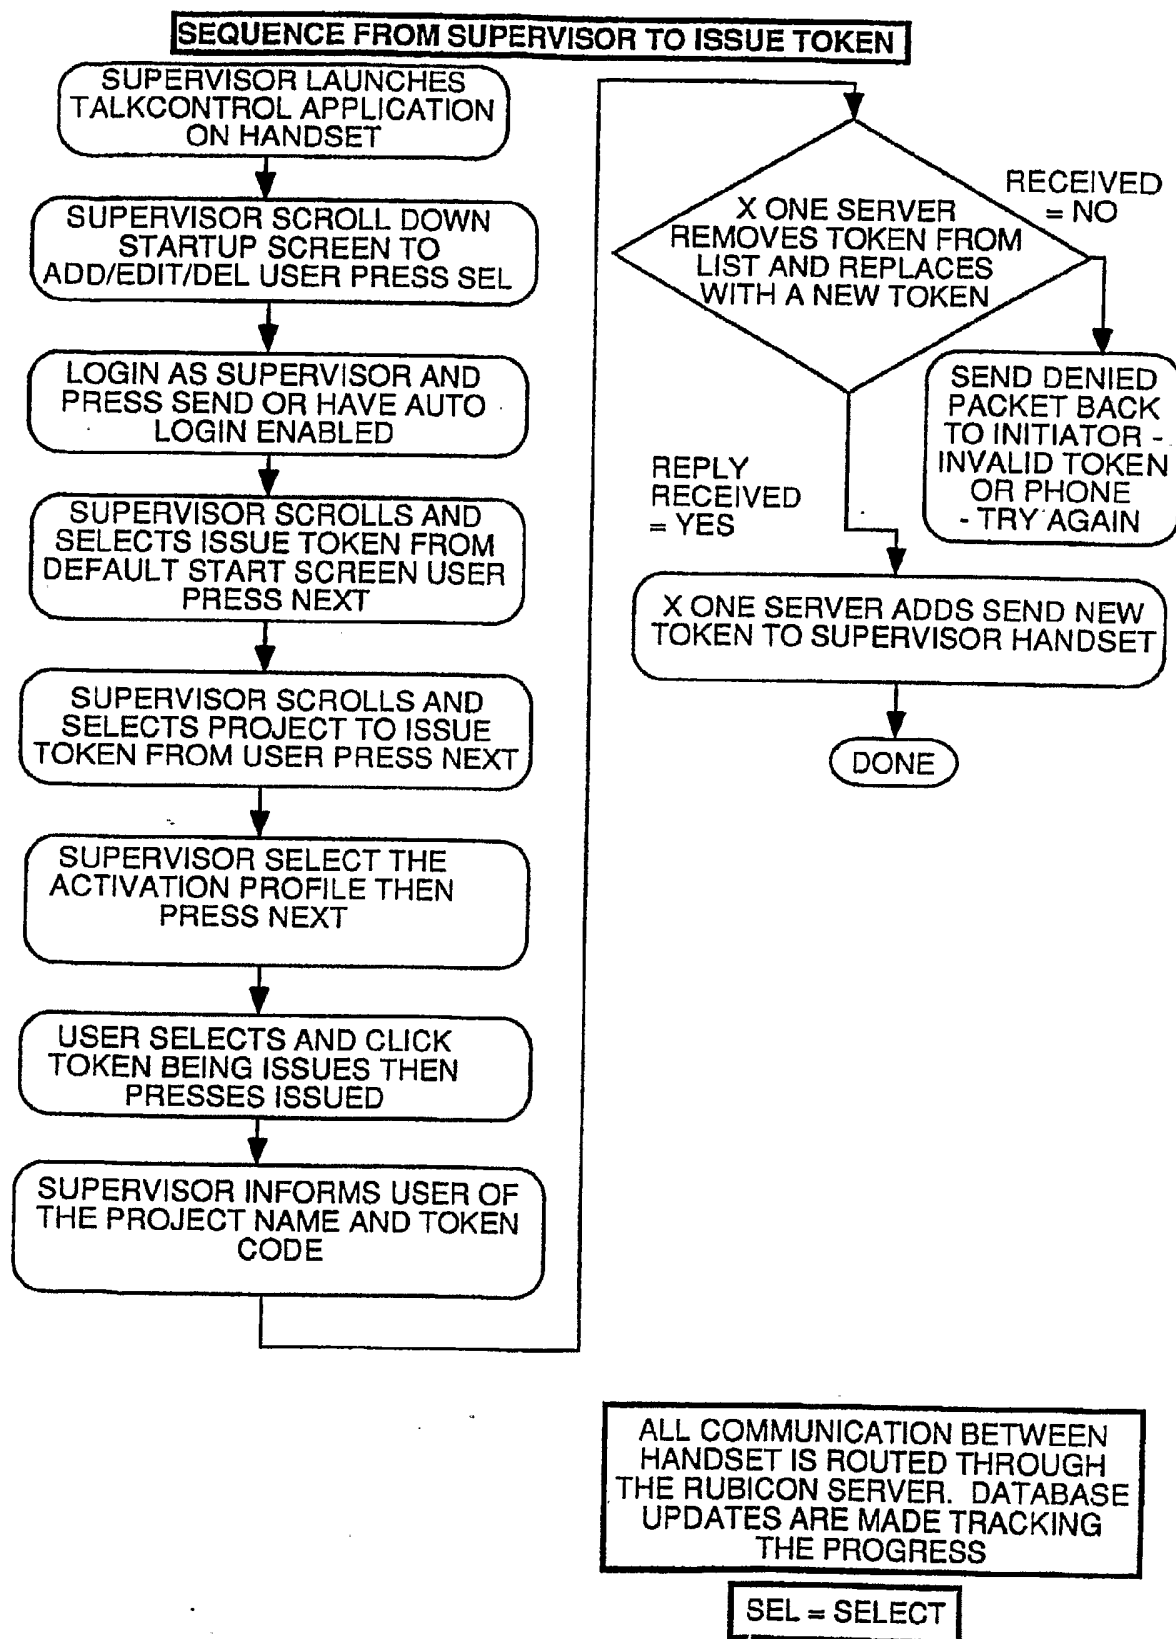 SEQUENCE FROM SUPERVISOR TO ISSUE TOKEN
SUPERVISOR LAUNCHES
TALKCONTROL APPLICATION
ON HANDSET
SUPERVISOR SCROLL DOWN
STARTUP SCREEN TO
ADD/EDIT/DEL USER PRESS SEL
LOGIN AS SUPERVISOR AND
PRESS SEND OR HAVE AUTO
LOGIN ENABLED
SUPERVISOR SCROLLS AND
SELECTS ISSUE TOKEN FROM
DEFAULT START SCREEN USER
PRESS NEXT
SUPERVISOR SCROLLS AND
SELECTS PROJECT TO ISSUE
TOKEN FROM USER PRESS NEXT
SUPERVISOR SELECT THE
ACTIVATION PROFILE THEN
PRESS NEXT
USER SELECTS AND CLICK
TOKEN BEING ISSUES THEN
PRESSES ISSUED
SUPERVISOR INFORMS USER OF
THE PROJECT NAME AND TOKEN
CODE
X ONE SERVER
REMOVES TOKEN FROM
LIST AND REPLACES
WITH A NEW TOKEN
RECEIVED
= NO
SEND DENIED
PACKET BACK
TO INITIATOR -
INVALID TOKEN
OR PHONE
- TRY AGAIN
REPLY
RECEIVED
= YES
X ONE SERVER ADDS SEND NEW
TOKEN TO SUPERVISOR HANDSET
DONE
ALL COMMUNICATION BETWEEN
HANDSET IS ROUTED THROUGH
THE RUBICON SERVER. DATABASE
UPDATES ARE MADE TRACKING
THE PROGRESS
SEL = SELECT